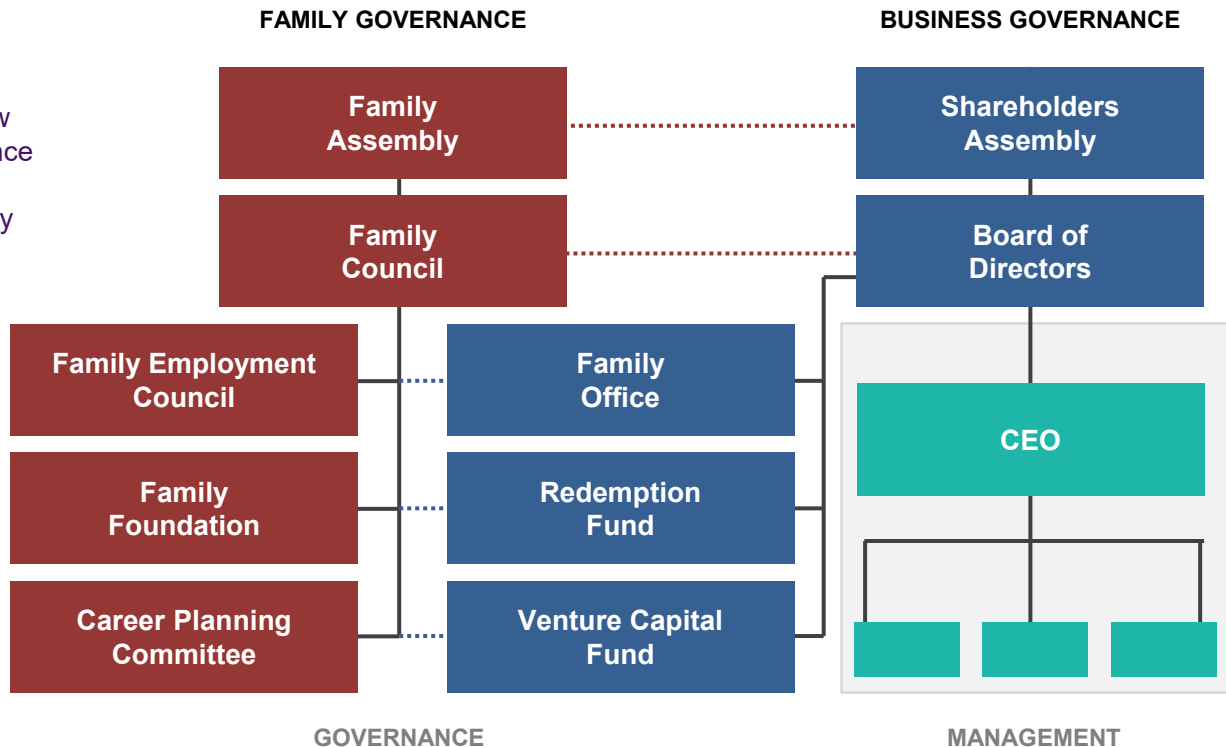 FAMILY GOVERNANCE
BUSINESS GOVERNANCE
Family
Assembly
Shareholders
Assembly
Family
Council
Board of
Directors
Family Employment
Council
Family
Office
CEO
Family
Foundation
Redemption
Fund
Career Planning
Committee
Venture Capital
Fund
GOVERNANCE
MANAGEMENT